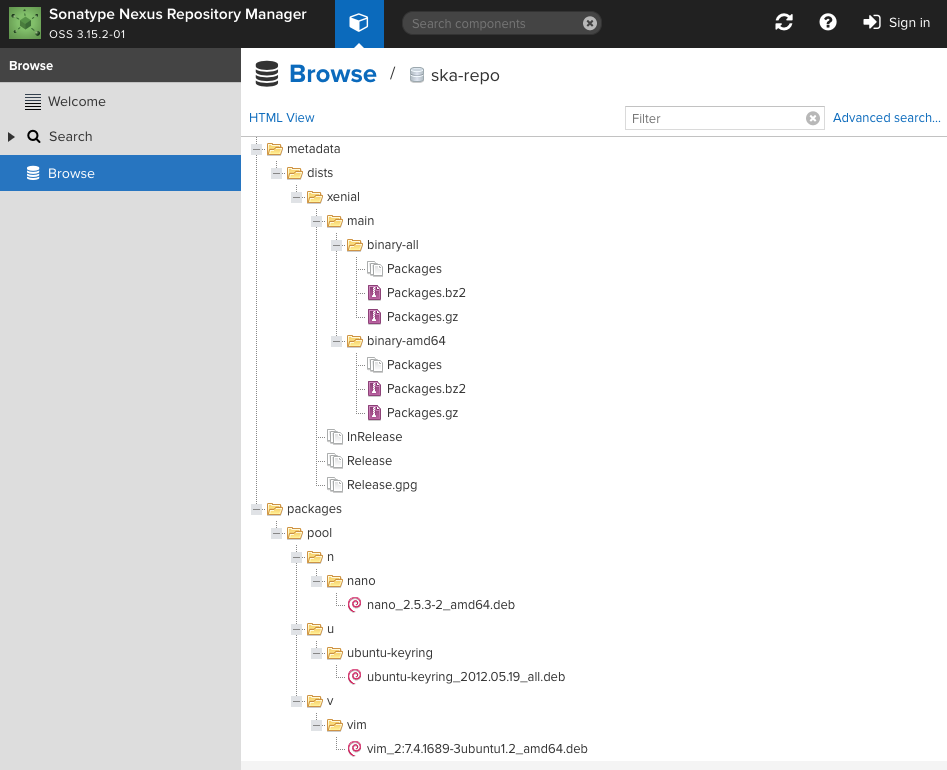 Sonatype Nexus Repository Manager
OSS 3.15.2-01
Search components
Sign in
Browse
Welcome
Search
Browse
Browse / ska-repo
HTML View
Filter
Advanced search...
metadata
dists
xenial
main
binary-all
Packages
Packages.bz2
Packages.gz
binary-amd64
Packages
Packages.bz2
Packages.gz
InRelease
Release
Release.gpg
packages
pool
n
nano
nano_2.5.3-2_amd64.deb
u
ubuntu-keyring
ubuntu-keyring_2012.05.19_all.deb
v
vim
vim_2:7.4.1689-3ubuntu1.2_amd64.deb